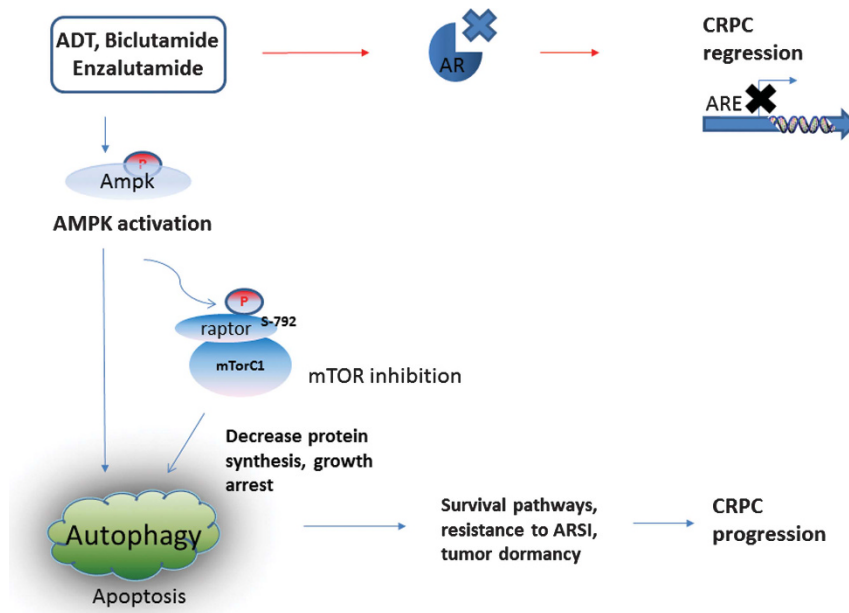 ADT, Biclutamide
Enzalutamide
AR
CRPC
regression
ARE
P
Ampk
AMPK activation
P
S-792
raptor
mTorC1
mTOR inhibition
Decrease protein
synthesis, growth
arrest
Autophagy
Apoptosis
Survival pathways,
resistance to ARSI,
tumor dormancy
CRPC
progression